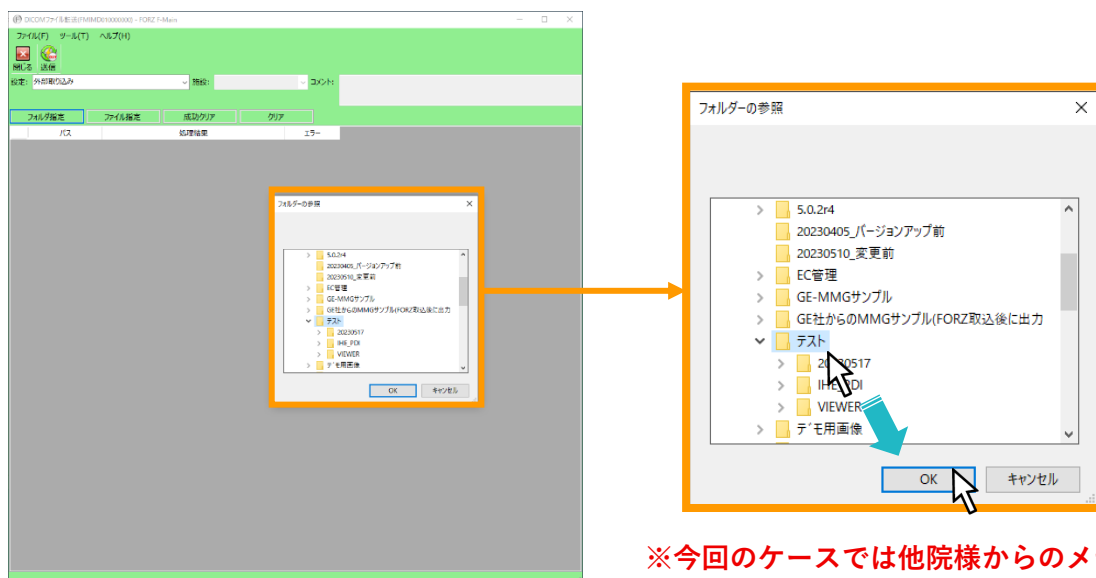 DICOMファイル配送(FMIMD010000000) - FORZ F-Main
ファイル(F) ツール(T) ヘルプ(H)
閉じる 送信
設定: 外部取り込み 施設: コメント:
フォルダ指定 ファイル指定 成功クリア クリア
パス 処理結果 エラー
フォルダーの参照
5.0.2r4
20230405_バージョンアップ前
20230510_変更前
EC管理
GE-MMGサンプル
GE社からのMMGサンプル(FORZ取込後に出力
テスト
20230517
IHE_PDI
VIEWER
デモ用画像
OK キャンセル
フォルダーの参照
5.0.2r4
20230405_バージョンアップ前
20230510_変更前
EC管理
GE-MMGサンプル
GE社からのMMGサンプル(FORZ取込後に出力
テスト
20230517
IHE_PDI
VIEWER
デモ用画像
OK キャンセル
※今回のケースでは他院様からのメ